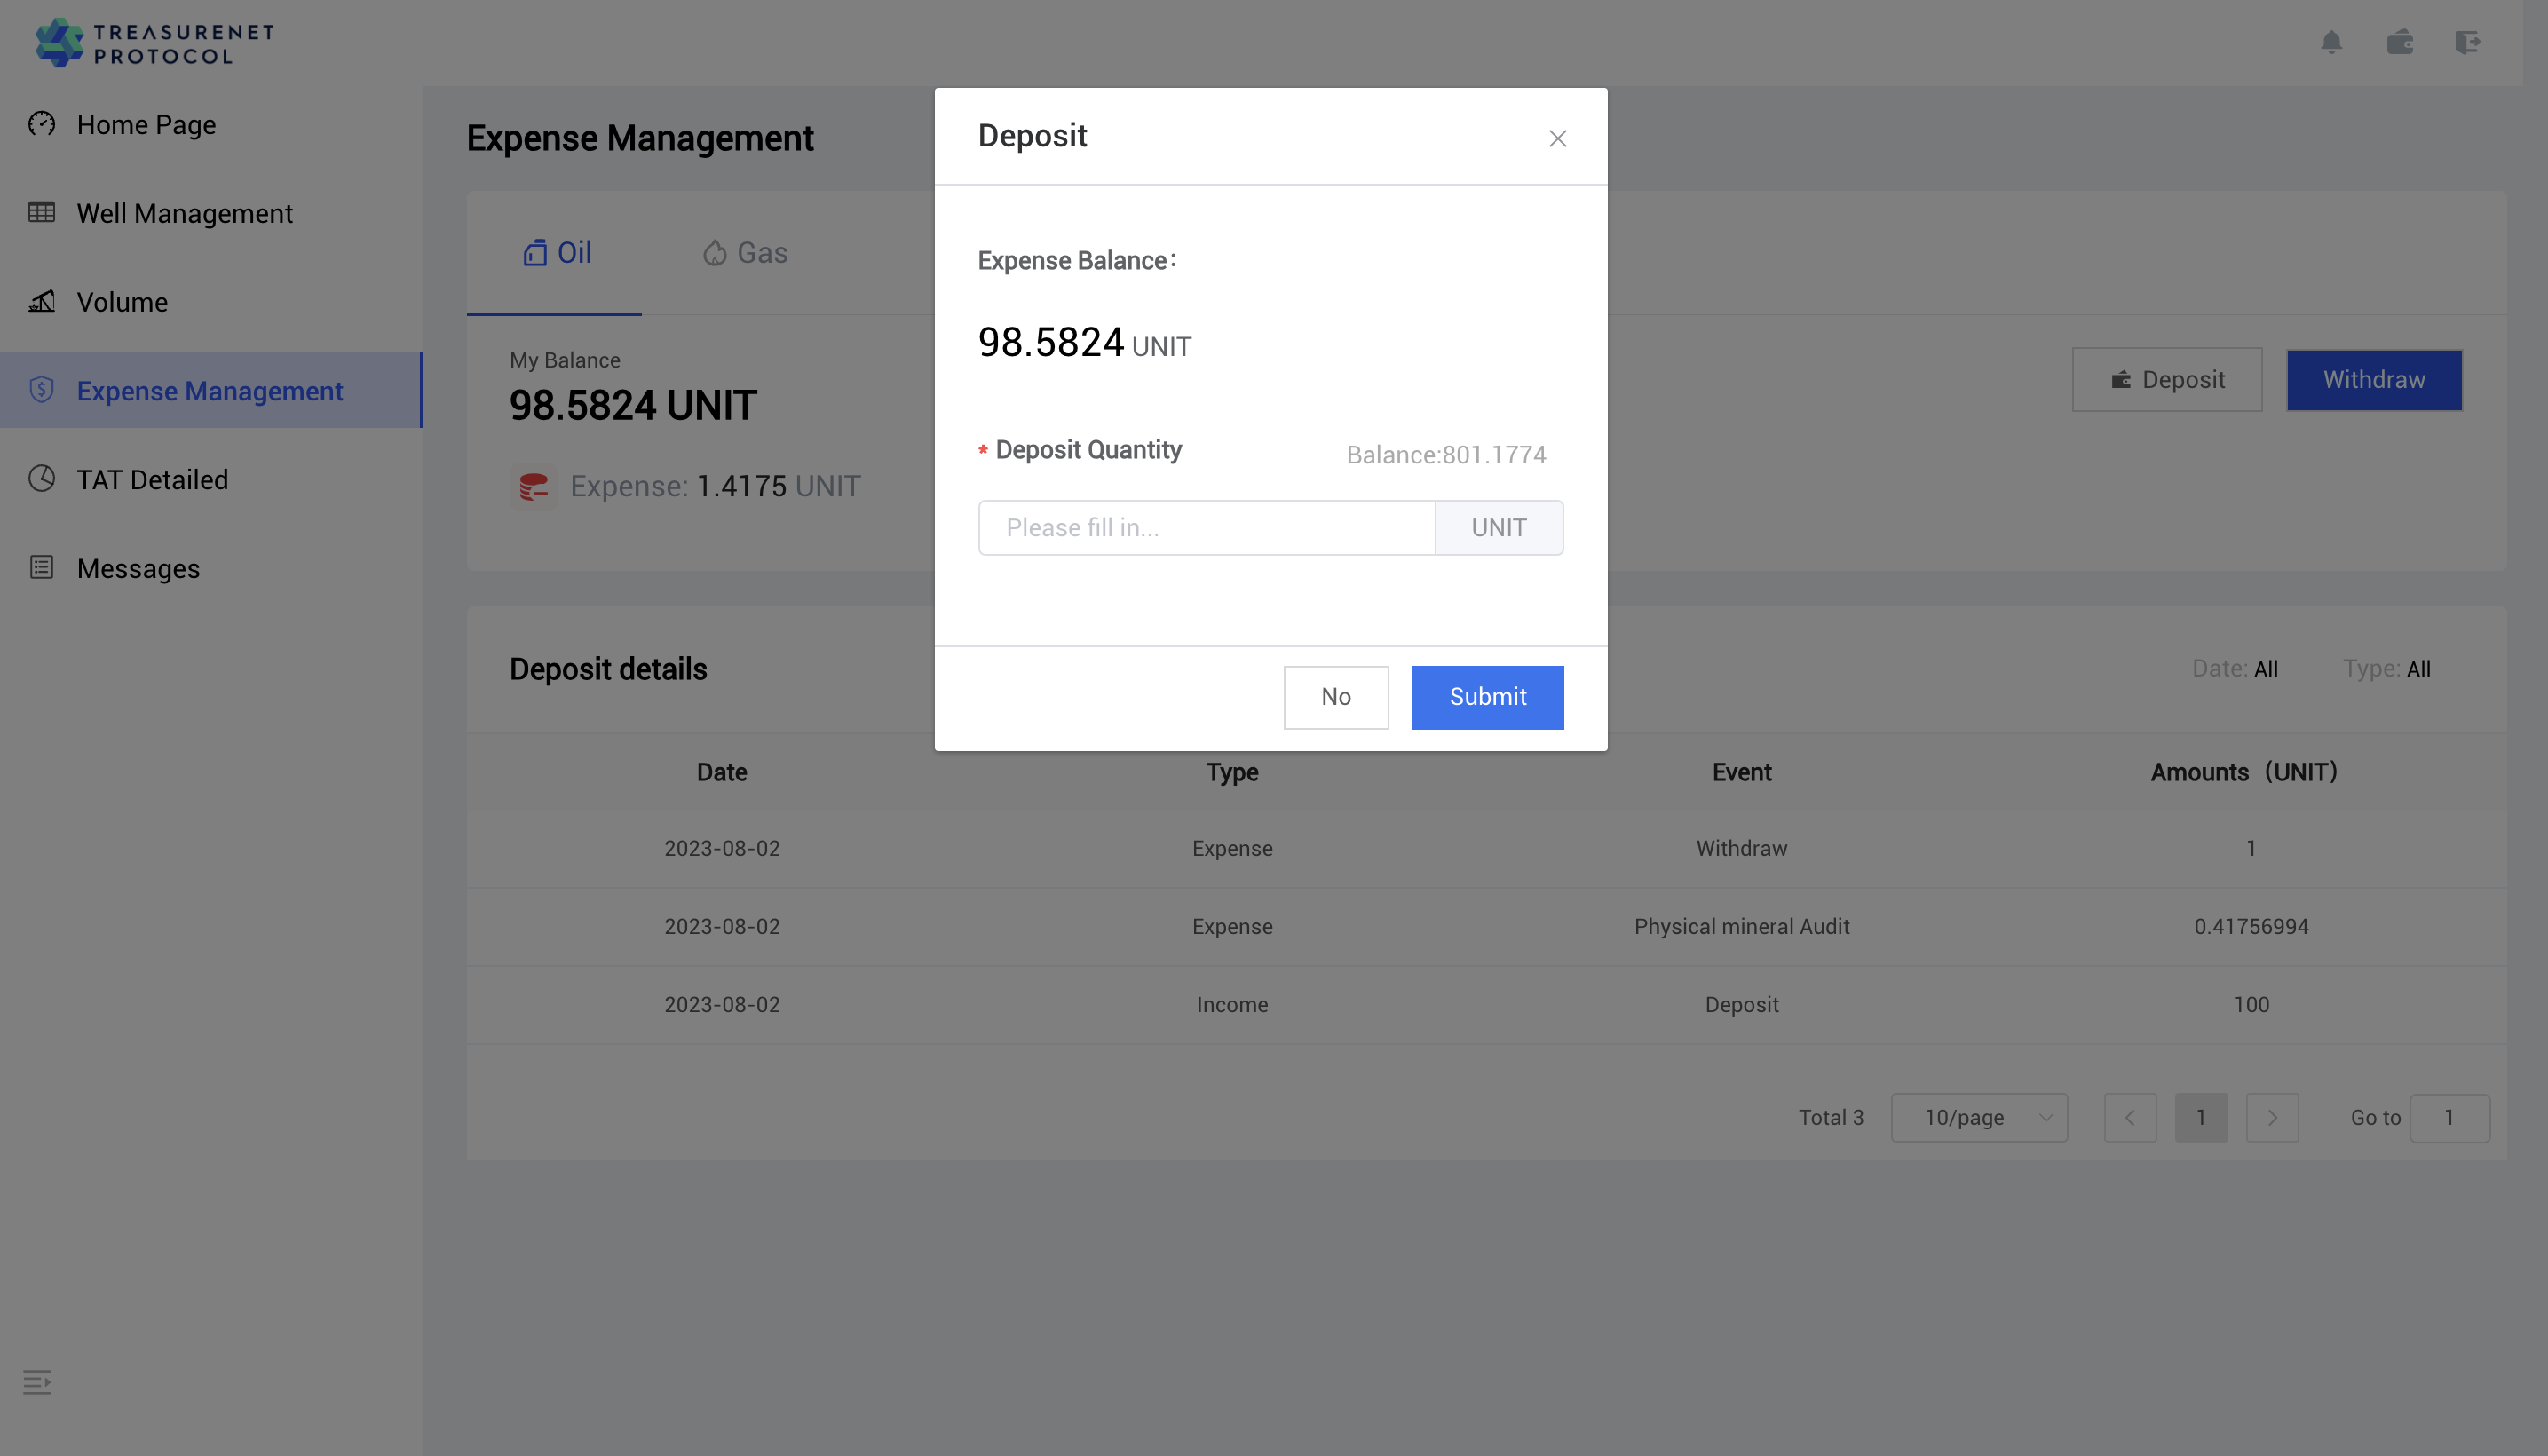 TREASURENET
PROTOCOL
Home Page
Well Management
Volume
Expense Management
TAT Detailed
Messages
Expense Management
Oil
Gas
My Balance
98.5824 UNIT
Expense: 1.4175 UNIT
Deposit
Withdraw
Deposit
Expense Balance:
98.5824 UNIT
* Deposit Quantity
Balance:801.1774
Please fill in...
UNIT
No
Submit
Deposit details
Date: All
Type: All
Date Type Event Amounts（UNIT）
2023-08-02 Expense Withdraw 1
2023-08-02 Expense Physical mineral Audit 0.41756994
2023-08-02 Income Deposit 100
Total 3
10/page
1
Go to
1